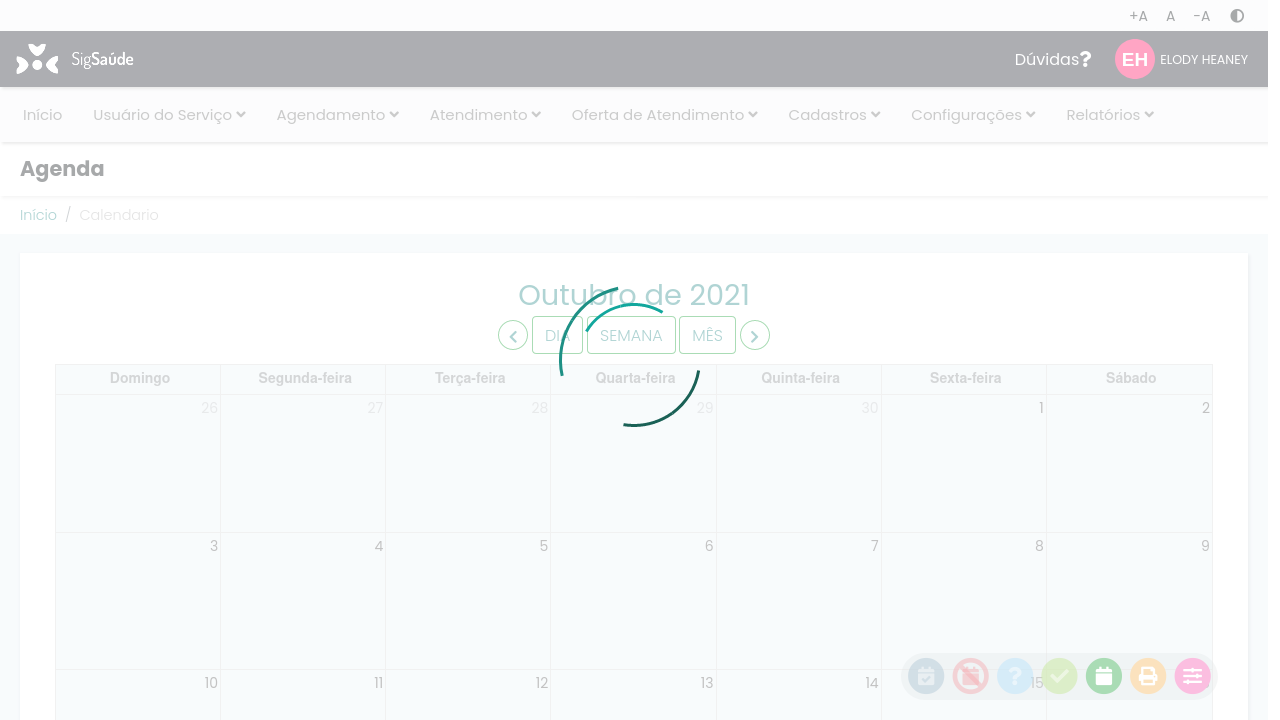 +A A -A
SigSaúde Dúvidas? EH ELODY HEANEY
Início Usuário do Serviço Agendamento Atendimento Oferta de Atendimento Cadastros Configurações Relatórios
Agenda
Início / Calendario
Outubro de 2021
DIA SEMANA MÊS
Domingo Segunda-feira Terça-feira Quarta-feira Quinta-feira Sexta-feira Sábado
26 27 28 29 30 1 2
3 4 5 6 7 8 9
10 11 12 13 14 15